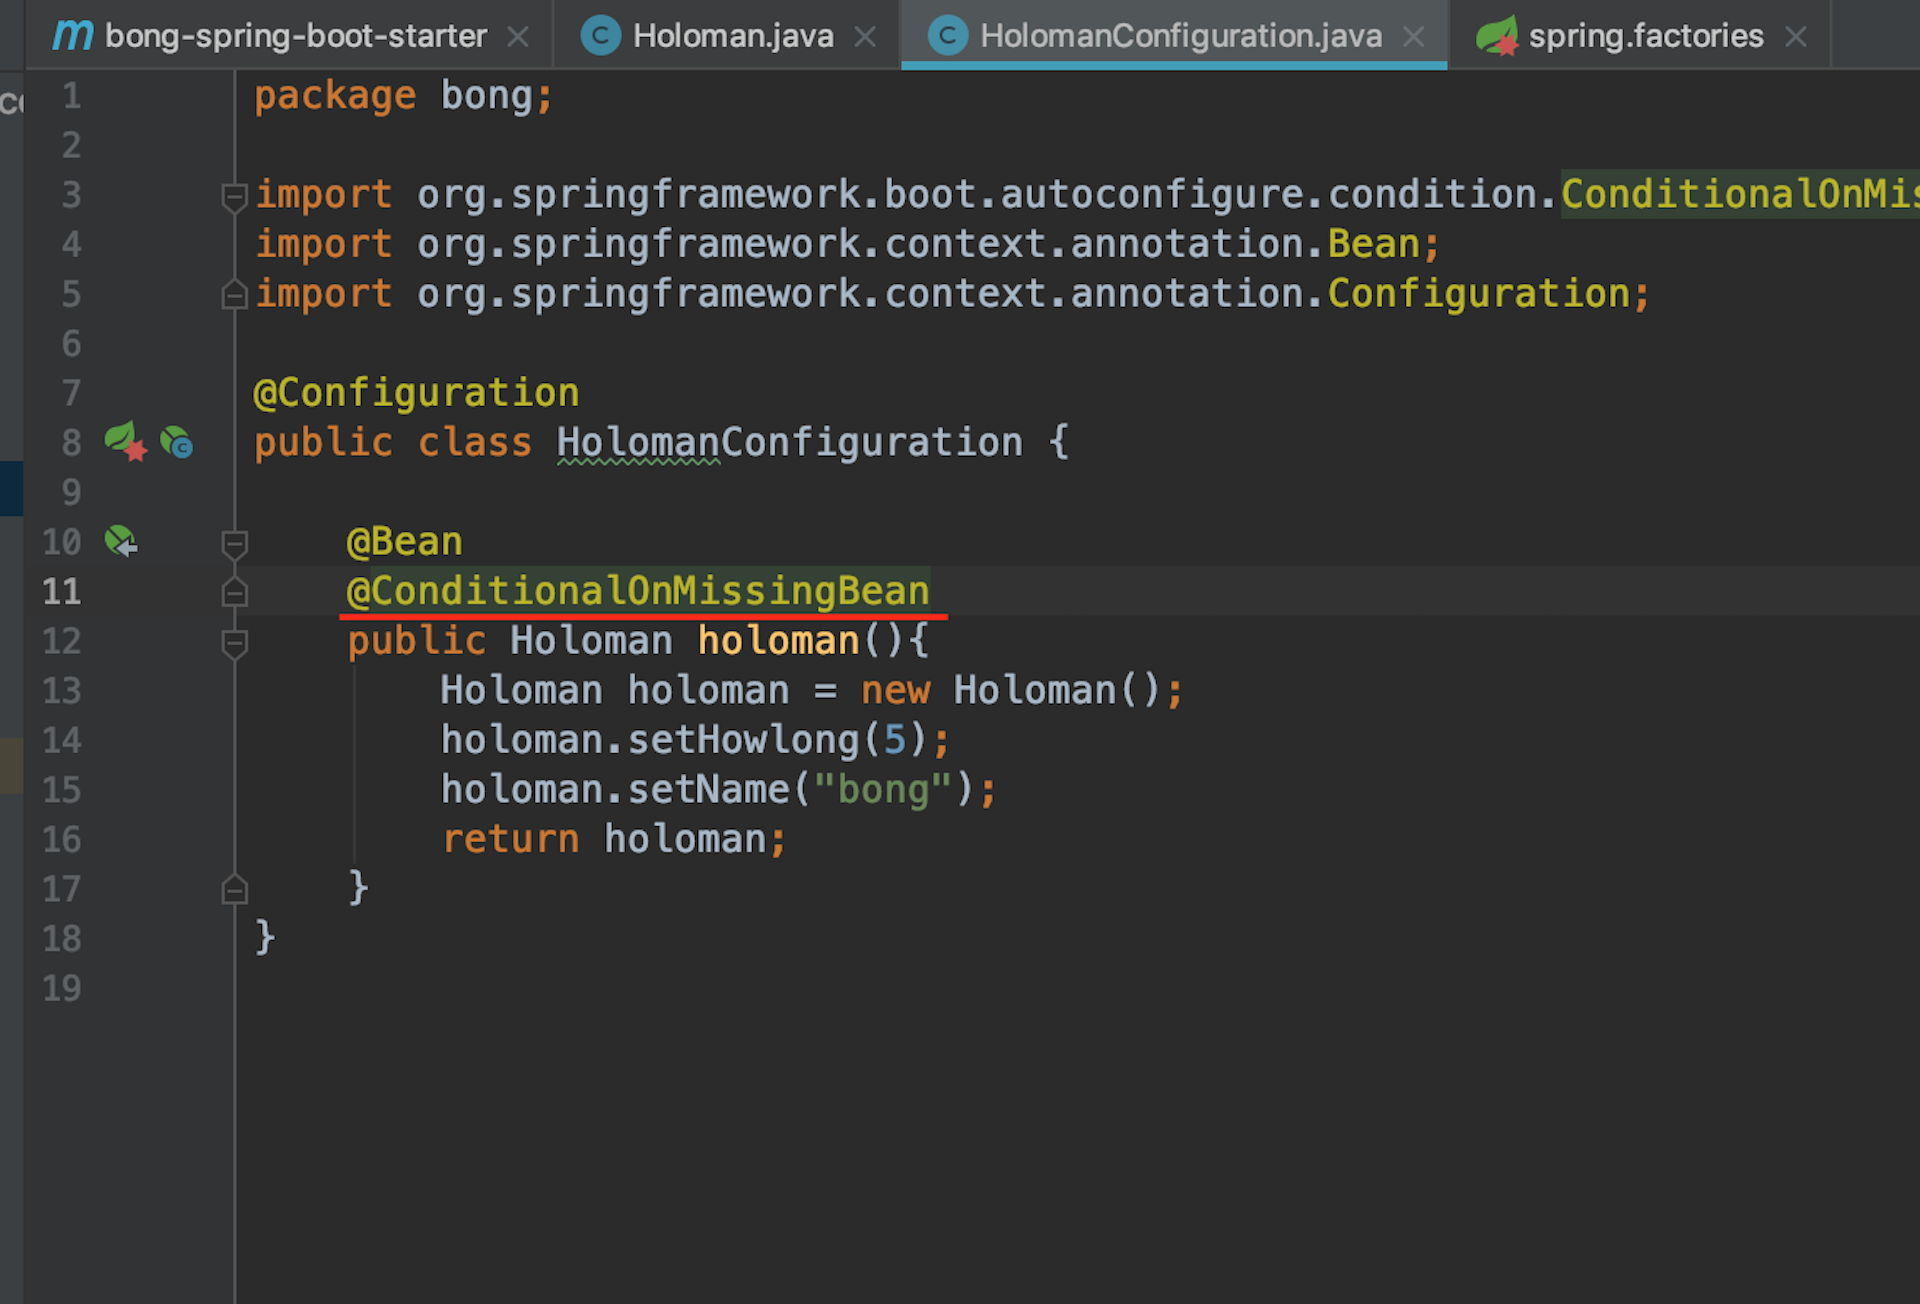 bong-spring-boot-starter Holoman.java HolomanConfiguration.java spring.factories
1 package bong;
2
3 import org.springframework.boot.autoconfigure.condition.ConditionalOnMis
4 import org.springframework.context.annotation.Bean;
5 import org.springframework.context.annotation.Configuration;
6
7 @Configuration
8 public class HolomanConfiguration {
9
10 @Bean
11 @ConditionalOnMissingBean
12 public Holoman holoman(){
13 Holoman holoman = new Holoman();
14 holoman.setHowlong(5);
15 holoman.setName("bong");
16 return holoman;
17 }
18 }
19